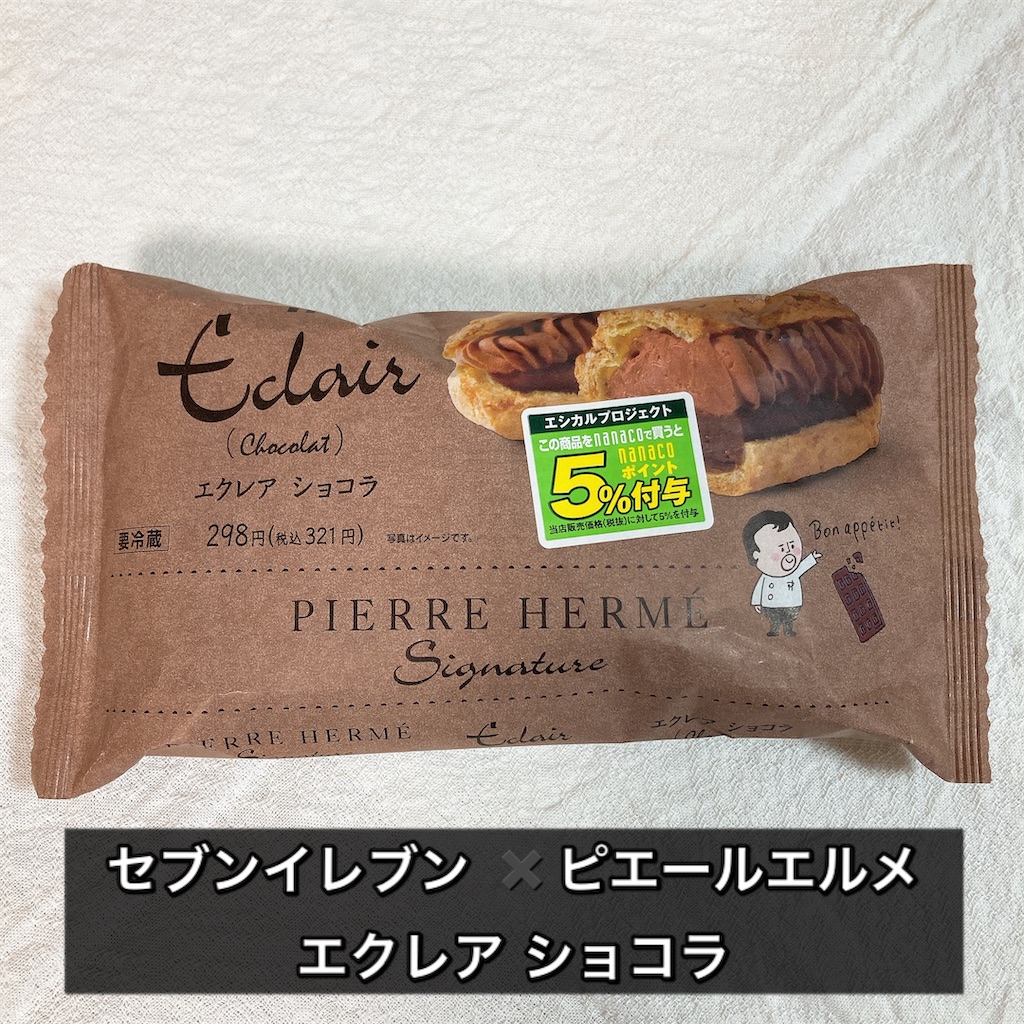 Éclair
(Chocolat)
エクレア ショコラ
要冷蔵 298円(税込321円) 写真はイメージです。
エシカルプロジェクト
この商品をnanacoで買うと
5%付与
nanaco
ポイント
当店販売価格(税抜)に対して5%を付与
Bon appétit!
PIERRE HERMÉ
Signature
ERRE HERMÉ Éclair エクレア ショコラ
セブンイレブン ✖️ピエールエルメ
エクレア ショコラ